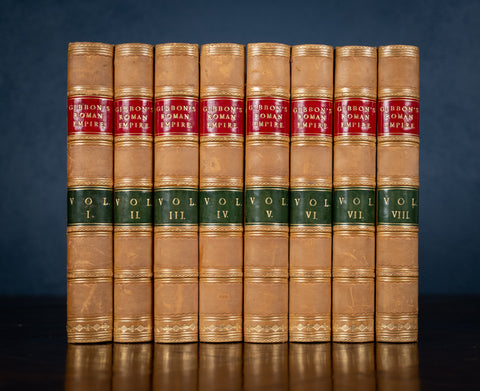 GIBBON'S
ROMAN
EMPIRE
VOL
I.
GIBBON'S
ROMAN
EMPIRE
VOL
II.
GIBBON'S
ROMAN
EMPIRE
VOL
III.
GIBBON'S
ROMAN
EMPIRE
VOL
IV.
GIBBON'S
ROMAN
EMPIRE
VOL
V.
GIBBON'S
ROMAN
EMPIRE
VOL
VI.
GIBBON'S
ROMAN
EMPIRE
VOL
VII.
GIBBON'S
ROMAN
EMPIRE
VOL
VIII.